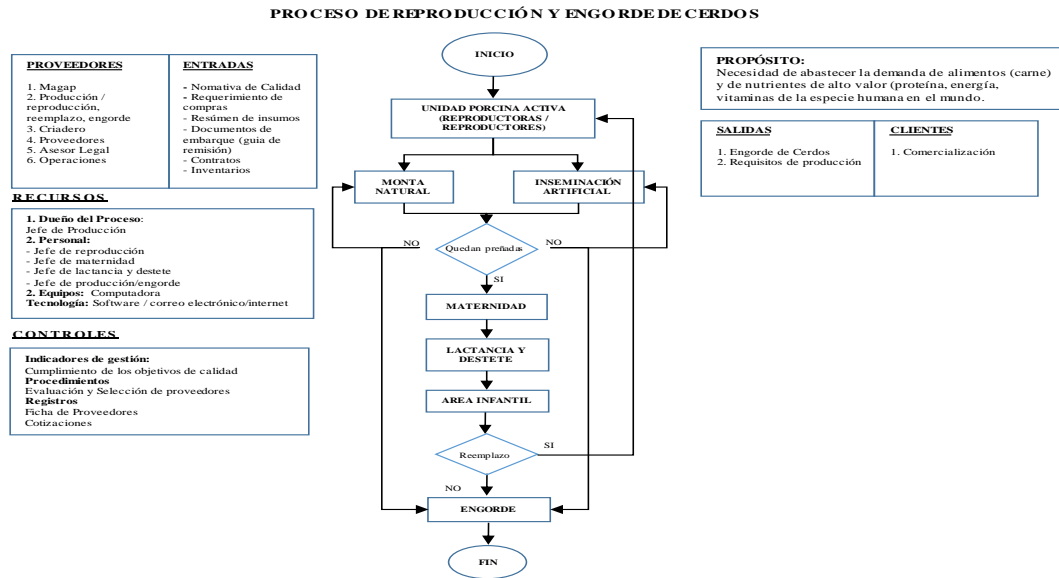 PROCESO DE REPRODUCCIÓN Y ENGORDE DE CERDOS
PROVEEDORES
1. Magap
2. Producción /
reproducción,
reemplazo, engorde
3. Criadero
4. Proveedores
5. Asesor Legal
6. Operaciones
ENTRADAS
- Nomativa de Calidad
- Requerimiento de
compras
- Resúmen de insumos
- Documentos de
embarque (guia de
remisión)
- Contratos
- Inventarios
RECURSOS
1. Dueño del Proceso:
Jefe de Producción
2. Personal:
- Jefe de reproducción
- Jefe de maternidad
- Jefe de lactancia y destete
- Jefe de producción/engorde
2. Equipos: Computadora
Tecnología: Software / correo electrónico/internet
CONTROLES
Indicadores de gestión:
Cumplimiento de los objetivos de calidad
Procedimientos
Evaluación y Selección de proveedores
Registros
Ficha de Proveedores
Cotizaciones
INICIO
UNIDAD PORCINA ACTIVA
(REPRODUCTORAS /
REPRODUCTORES)
MONTA
NATURAL
INSEMINACIÓN
ARTIFICIAL
NO
Quedan preñadas
NO
SI
MATERNIDAD
LACTANCIA Y
DESTETE
AREA INFANTIL
Reemplazo
SI
NO
ENGORDE
FIN
PROPÓSITO:
Necesidad de abastecer la demanda de alimentos (carne)
y de nutrientes de alto valor (proteína, energía,
vitaminas de la especie humana en el mundo.
SALIDAS
1. Engorde de Cerdos
2. Requisitos de producción
CLIENTES
1. Comercialización